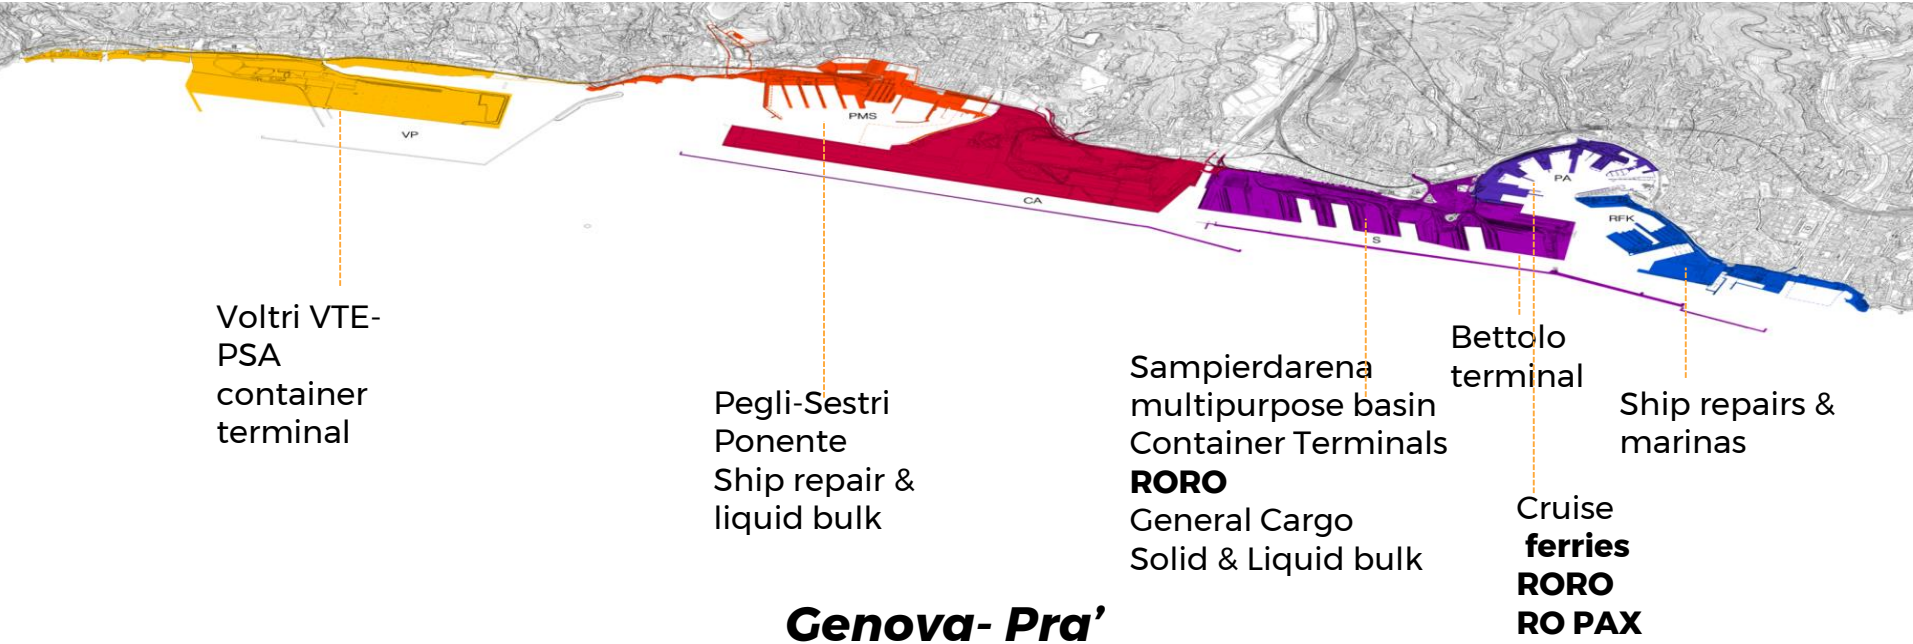 VP
PMS
CA
S
PA
RFK
Voltri VTE-
PSA
container
terminal
Pegli-Sestri
Ponente
Ship repair &
liquid bulk
Sampierdarena
multipurpose basin
Container Terminals
RORO
General Cargo
Solid & Liquid bulk
Bettolo
terminal
Ship repairs &
marinas
Cruise
ferries
RORO
RO PAX
Genova- Pra’